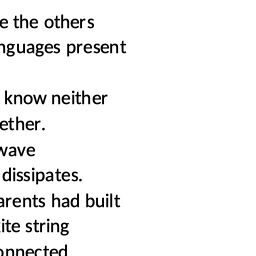 e the others
nguages present
know neither
ether.
wave
dissipates.
arents had built
ite string
onnected